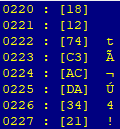 0220 : [18]
0221 : [12]
0222 : [74] t
0223 : [C3] Ã
0224 : [AC] ¬
0225 : [DA] Ú
0226 : [34] 4
0227 : [21] !